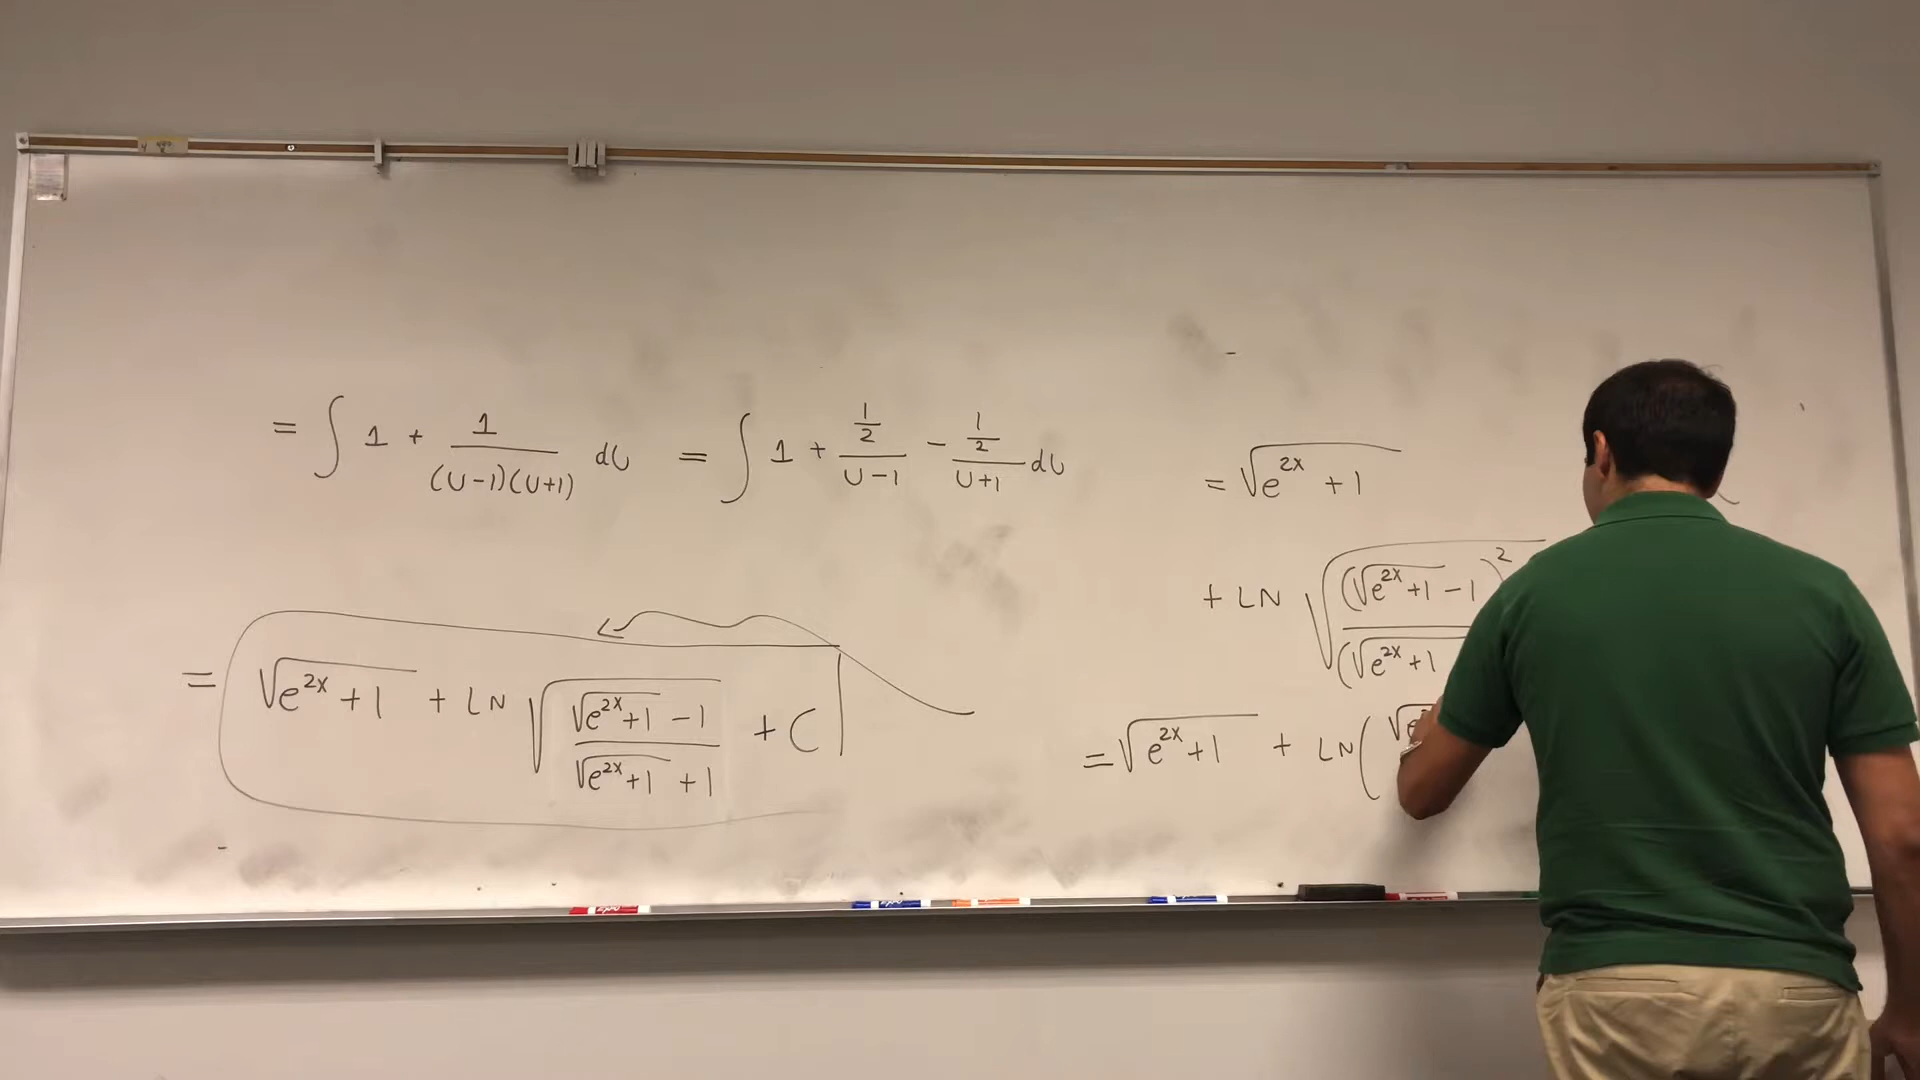 = ∫ 1 + 1/((U-1)(U+1)) dU = ∫ 1 + (1/2)/(U-1) - (1/2)/(U+1) dU
= √(e^2x + 1) + LN √((√(e^2x+1) - 1)/(√(e^2x+1) + 1)) + C
= √(e^2x + 1)
+ LN √((√(e^2x+1) - 1)^2/(√(e^2x+1)
= √(e^2x+1) + LN(